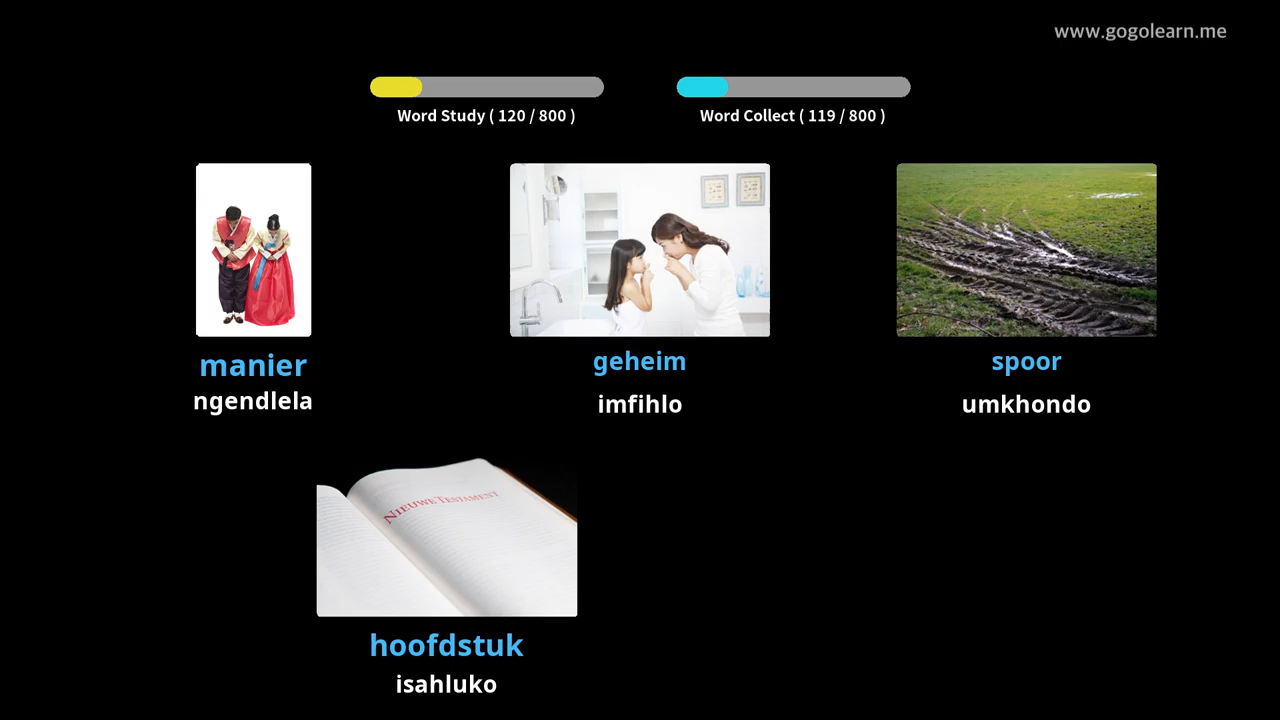 www.gogolearn.me
Word Study ( 120 / 800 )
Word Collect ( 119 / 800 )
manier
ngendlela
geheim
imfihlo
spoor
umkhondo
NIEUWE TESTAMENT
hoofdstuk
isahluko